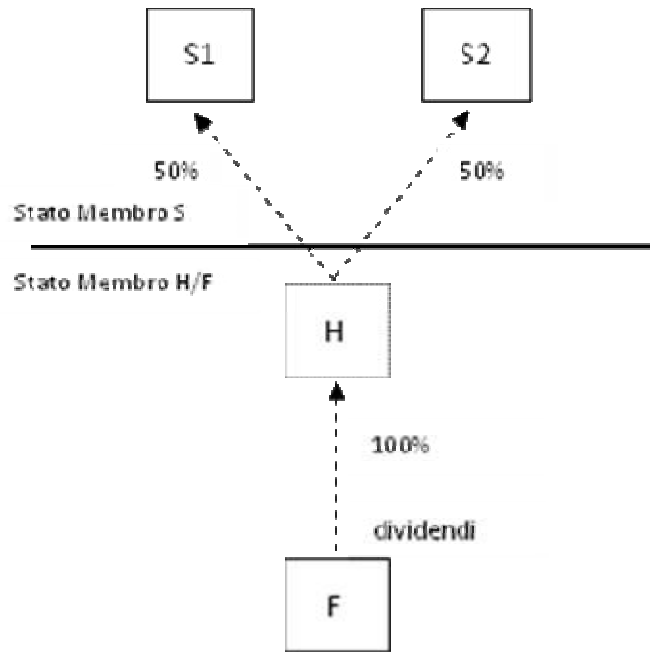 S1
S2
50%
50%
Stato Membro S
Stato Membro H/F
H
100%
dividendi
F